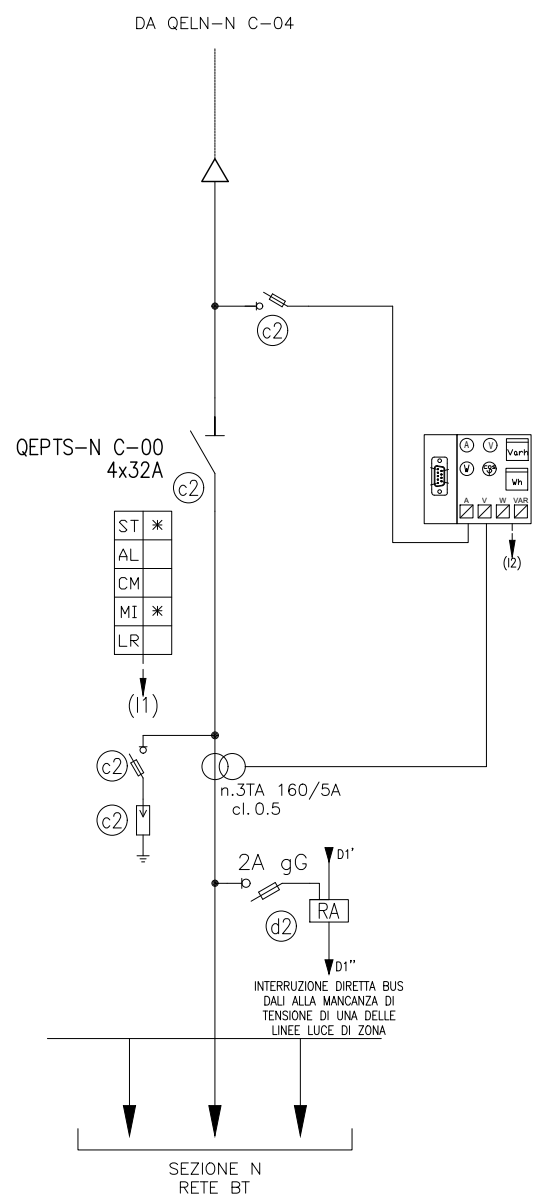 DA QELN-N C-04
c2
QEPTS-N C-00
4x32A
c2
A V Varh
W cosφ Wh
A V W VAR
(I2)
ST *
AL
CM
MI *
LR
(I1)
c2
n.3TA 160/5A
cl.0.5
c2
2A gG
D1'
RA
d2
D1''
INTERRUZIONE DIRETTA BUS
DALI ALLA MANCANZA DI
TENSIONE DI UNA DELLE
LINEE LUCE DI ZONA
SEZIONE N
RETE BT